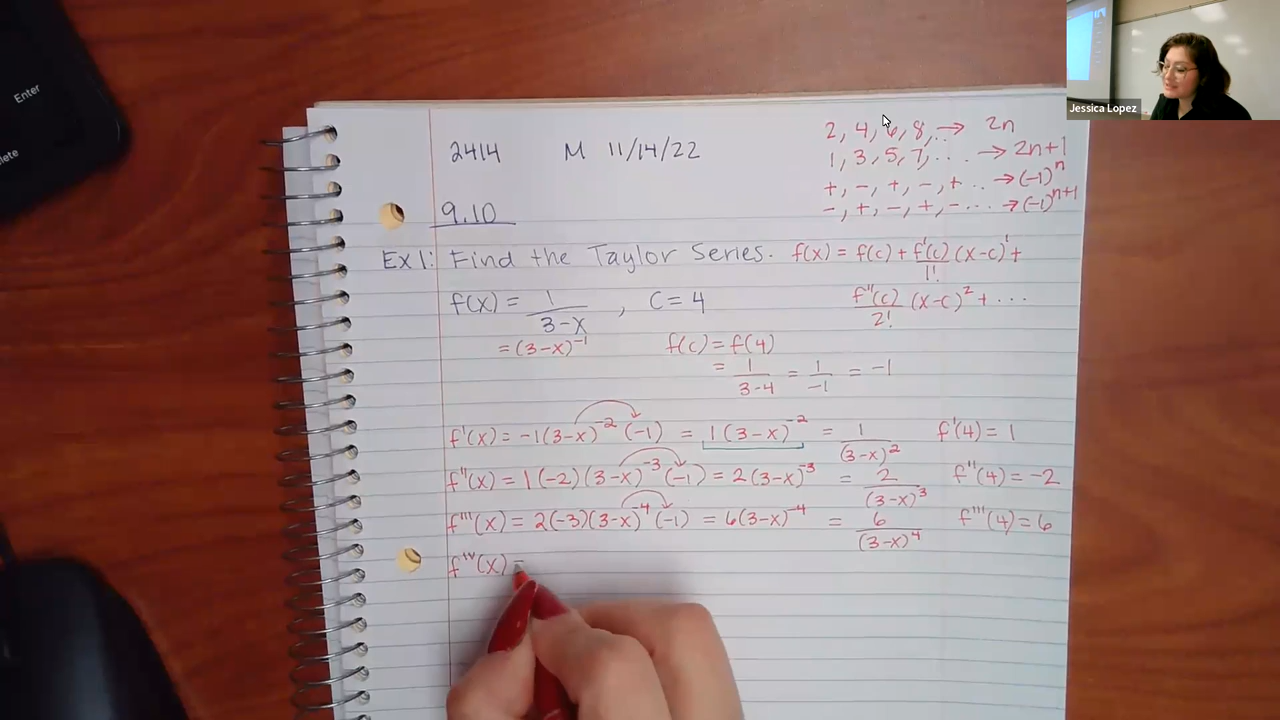 Enter
lete
Jessica Lopez
2414 M 11/14/22
2, 4, 6, 8, ... → 2n
1, 3, 5, 7, ... → 2n+1
+, -, +, -, + ... → (-1)^n
-, +, -, +, - ... → (-1)^{n+1}
9.10
Ex 1: Find the Taylor Series. f(x) = f(c) + f'(c)/1! (x-c)^1 +
f''(c)/2! (x-c)^2 + ...
f(x) = 1/(3-x) , C = 4
= (3-x)^{-1}
f(c) = f(4)
= 1/(3-4) = 1/-1 = -1
f'(x) = -1(3-x)^{-2}(-1) = 1(3-x)^{-2} = 1/(3-x)^2 f'(4) = 1
f''(x) = 1(-2)(3-x)^{-3}(-1) = 2(3-x)^{-3} = 2/(3-x)^3 f''(4) = -2
f'''(x) = 2(-3)(3-x)^{-4}(-1) = 6(3-x)^{-4} = 6/(3-x)^4 f'''(4) = 6
f^{IV}(x) =